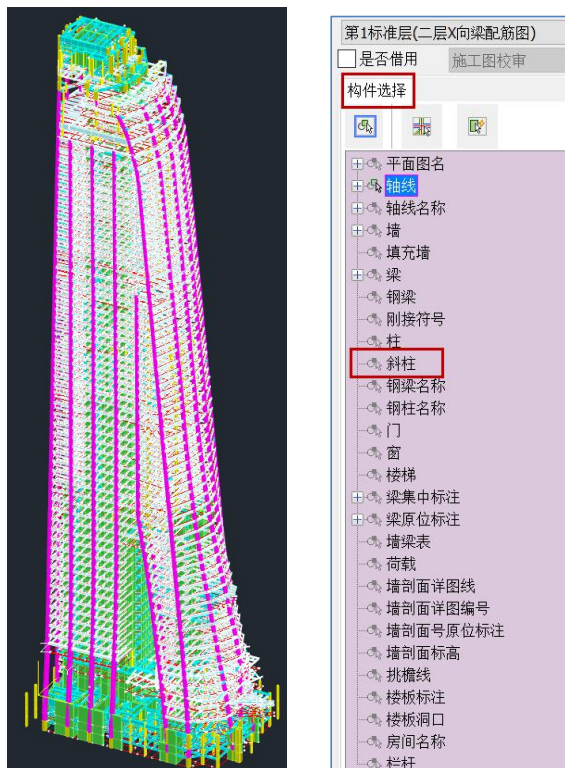 第1标准层(二层X向梁配筋图)
是否借用
施工图校审
构件选择
平面图名
轴线
轴线名称
墙
填充墙
梁
钢梁
刚接符号
柱
斜柱
钢梁名称
钢柱名称
门
窗
楼梯
梁集中标注
梁原位标注
墙梁表
荷载
墙剖面详图线
墙剖面详图编号
墙剖面号原位标注
墙剖面标高
挑檐线
楼板标注
楼板洞口
房间名称
栏杆